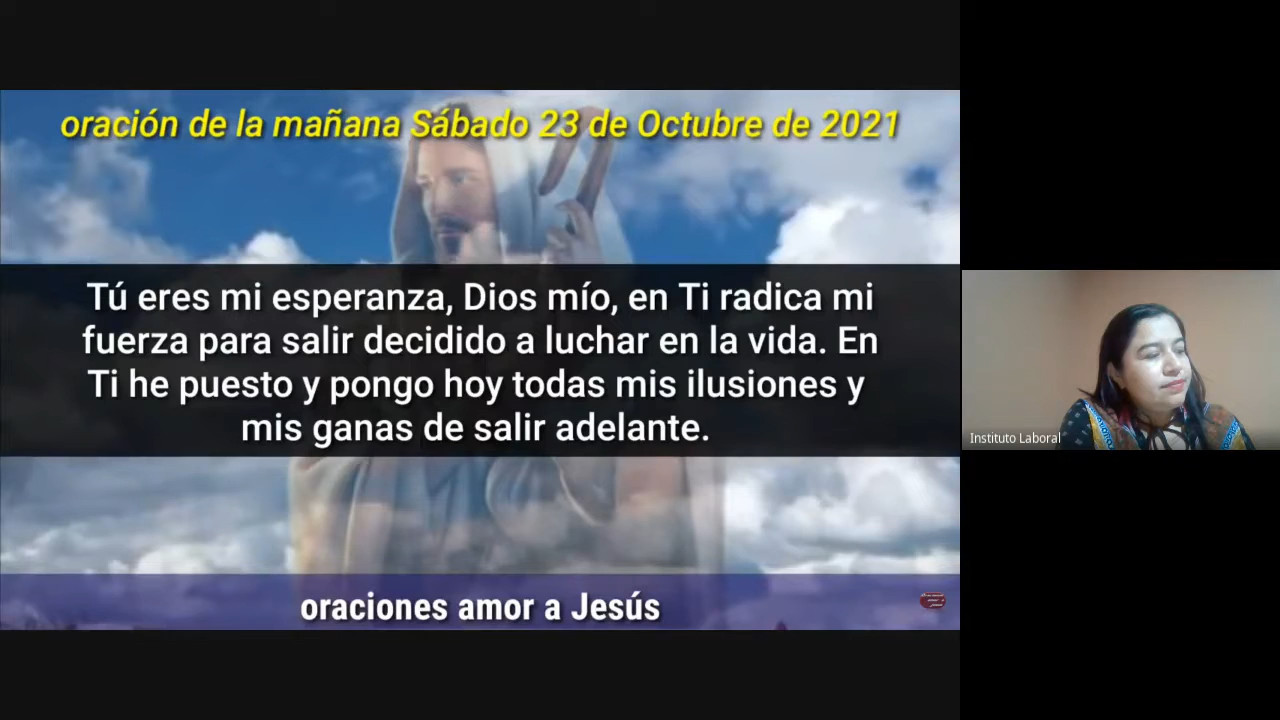 oración de la mañana Sábado 23 de Octubre de 2021
Tú eres mi esperanza, Dios mío, en Ti radica mi
fuerza para salir decidido a luchar en la vida. En
Ti he puesto y pongo hoy todas mis ilusiones y
mis ganas de salir adelante.
Instituto Laboral
oraciones amor a Jesús